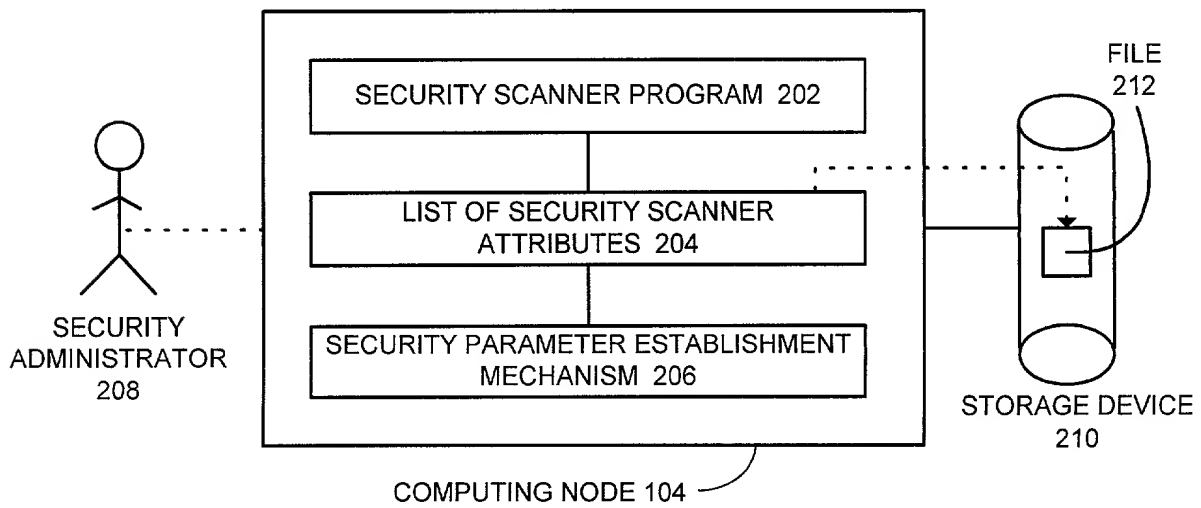 SECURITY SCANNER PROGRAM 202
LIST OF SECURITY SCANNER
ATTRIBUTES 204
SECURITY PARAMETER ESTABLISHMENT
MECHANISM 206
SECURITY
ADMINISTRATOR
208
FILE
212
STORAGE DEVICE
210
COMPUTING NODE 104